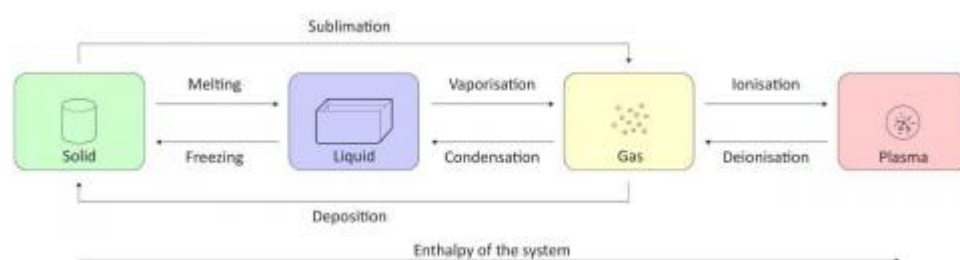 Sublimation
Melting
Vaporisation
Ionisation
Solid
Freezing
Liquid
Condensation
Gas
Deionisation
Plasma
Deposition
Enthalpy of the system